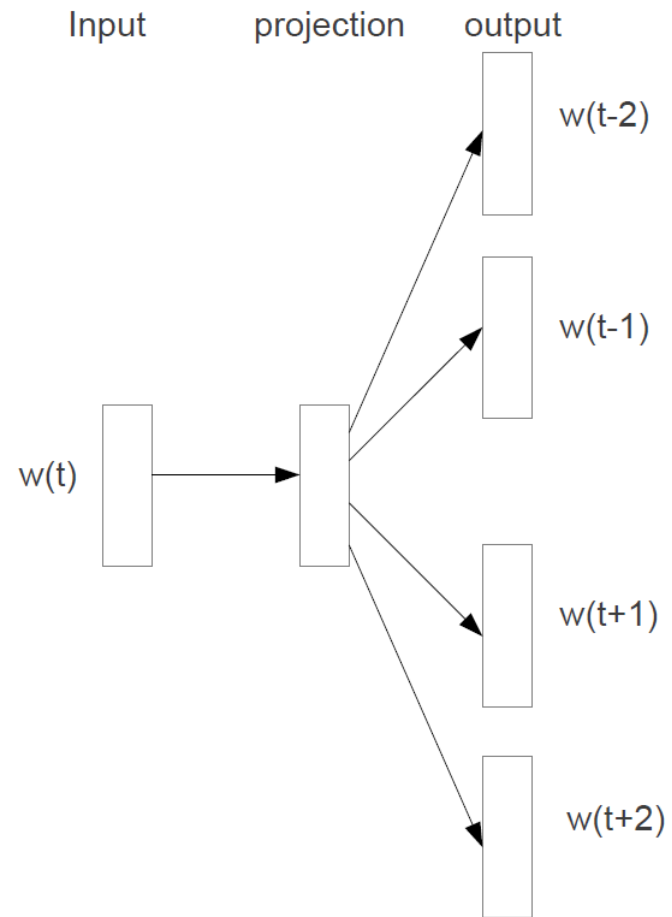 Input projection output
w(t-2)
w(t-1)
w(t)
w(t+1)
w(t+2)